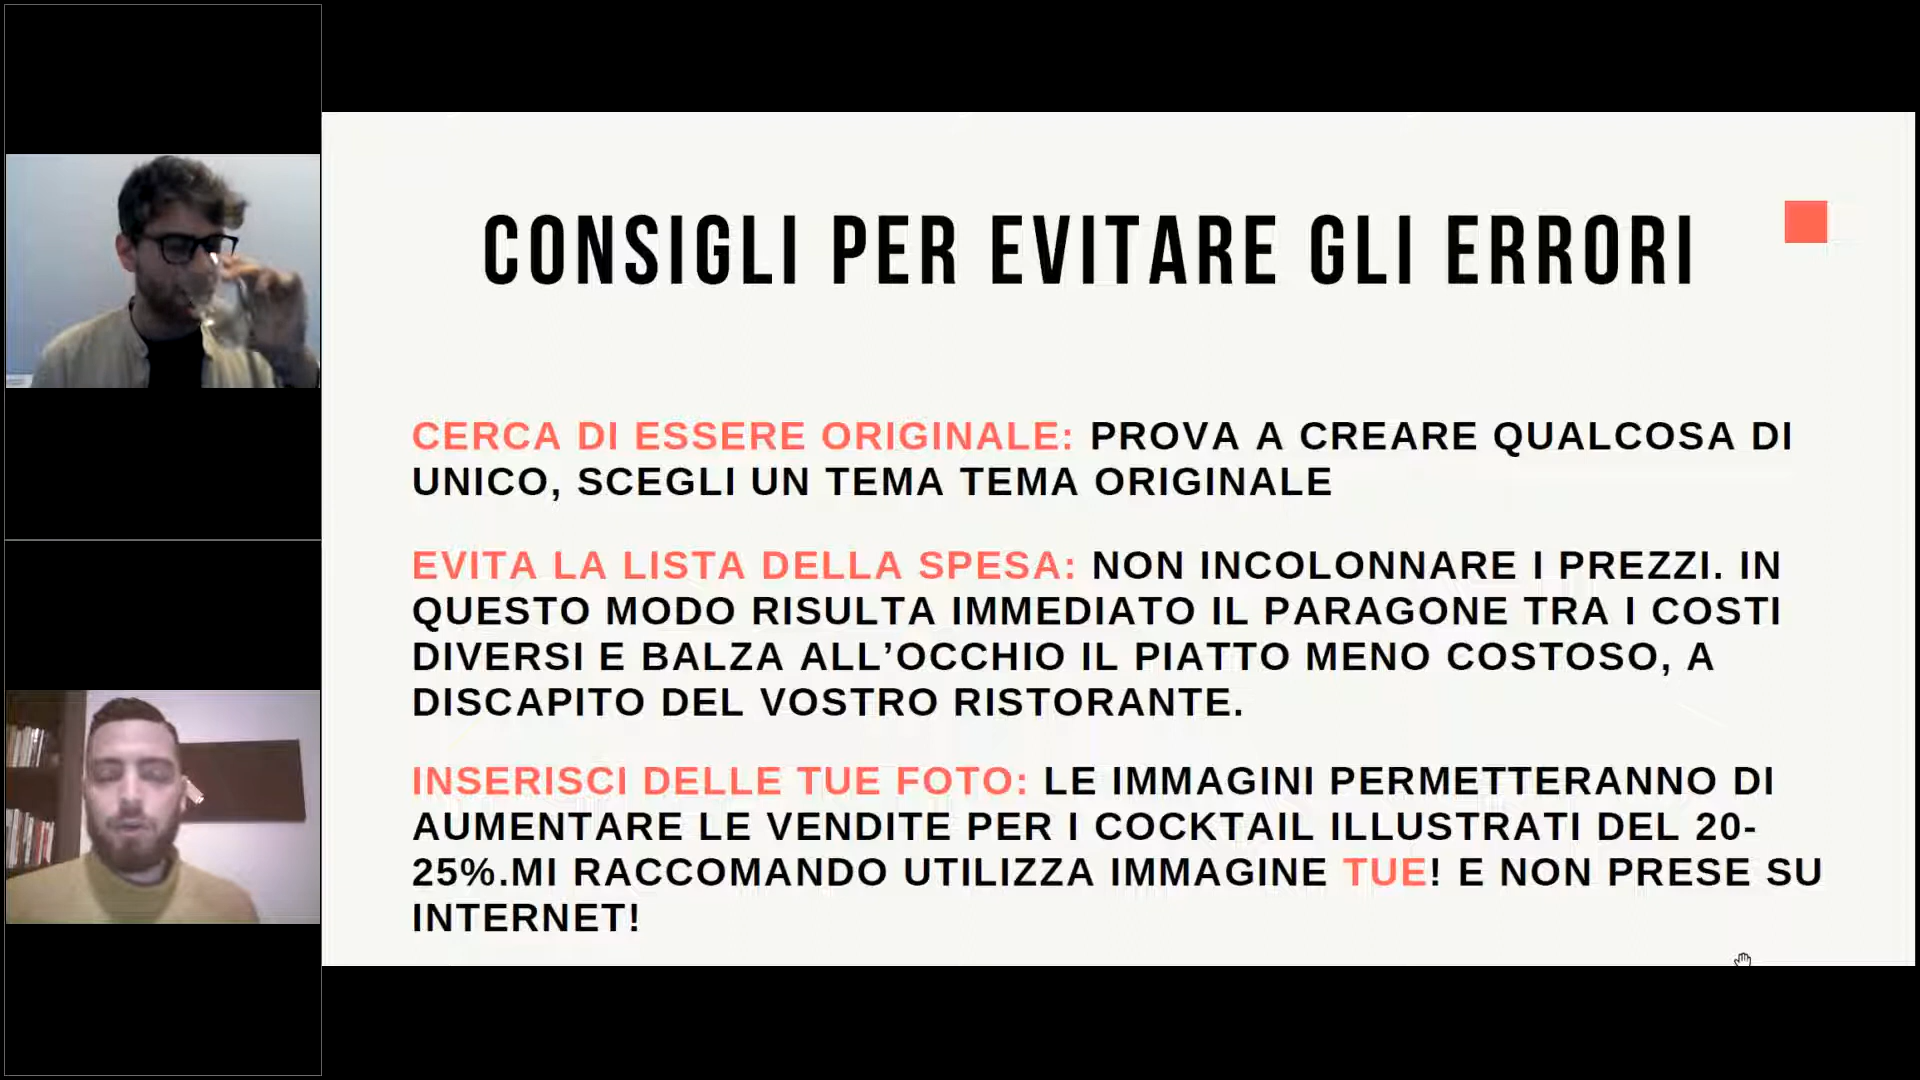 CONSIGLI PER EVITARE GLI ERRORI
CERCA DI ESSERE ORIGINALE: PROVA A CREARE QUALCOSA DI
UNICO, SCEGLI UN TEMA TEMA ORIGINALE
EVITA LA LISTA DELLA SPESA: NON INCOLONNARE I PREZZI. IN
QUESTO MODO RISULTA IMMEDIATO IL PARAGONE TRA I COSTI
DIVERSI E BALZA ALL’OCCHIO IL PIATTO MENO COSTOSO, A
DISCAPITO DEL VOSTRO RISTORANTE.
INSERISCI DELLE TUE FOTO: LE IMMAGINI PERMETTERANNO DI
AUMENTARE LE VENDITE PER I COCKTAIL ILLUSTRATI DEL 20-
25%.MI RACCOMANDO UTILIZZA IMMAGINE TUE! E NON PRESE SU
INTERNET!